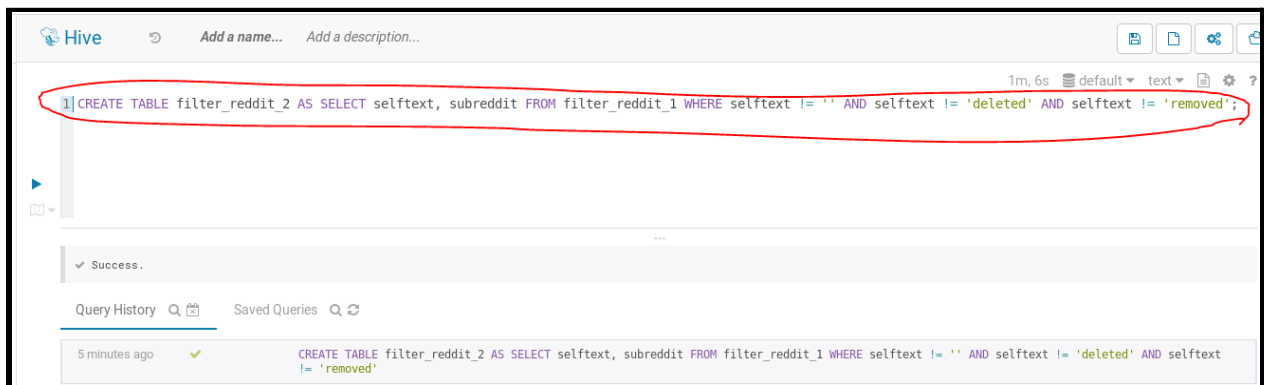 Hive Add a name... Add a description...
1m, 6s default text ?
1 CREATE TABLE filter_reddit_2 AS SELECT selftext, subreddit FROM filter_reddit_1 WHERE selftext != '' AND selftext != 'deleted' AND selftext != 'removed';
✓ Success.
Query History Saved Queries
5 minutes ago ✓ CREATE TABLE filter_reddit_2 AS SELECT selftext, subreddit FROM filter_reddit_1 WHERE selftext != '' AND selftext != 'deleted' AND selftext
!= 'removed'